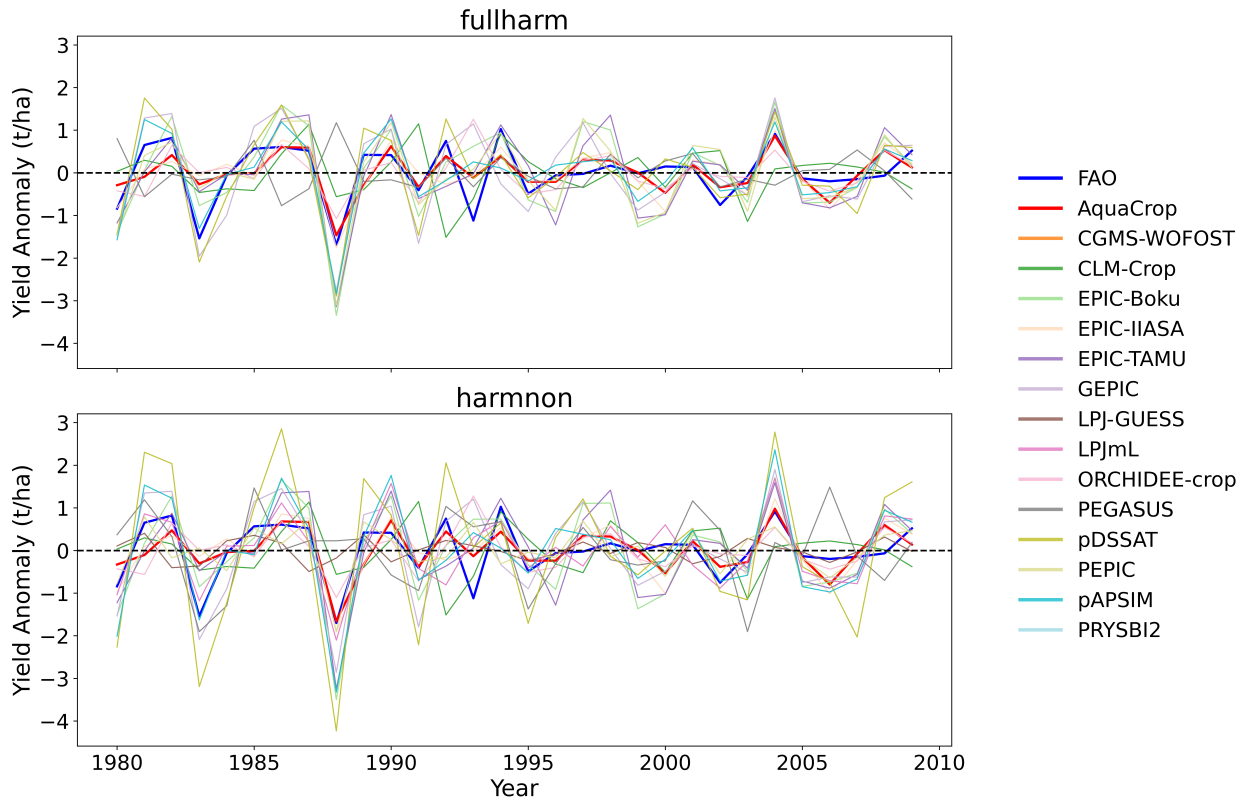 fullharm
Yield Anomaly (t/ha)
3
2
1
0
−1
−2
−3
−4
harmnon
Yield Anomaly (t/ha)
3
2
1
0
−1
−2
−3
−4
1980 1985 1990 1995 2000 2005 2010
Year
FAO
AquaCrop
CGMS-WOFOST
CLM-Crop
EPIC-Boku
EPIC-IIASA
EPIC-TAMU
GEPIC
LPJ-GUESS
LPJmL
ORCHIDEE-crop
PEGASUS
pDSSAT
PEPIC
pAPSIM
PRYSBI2